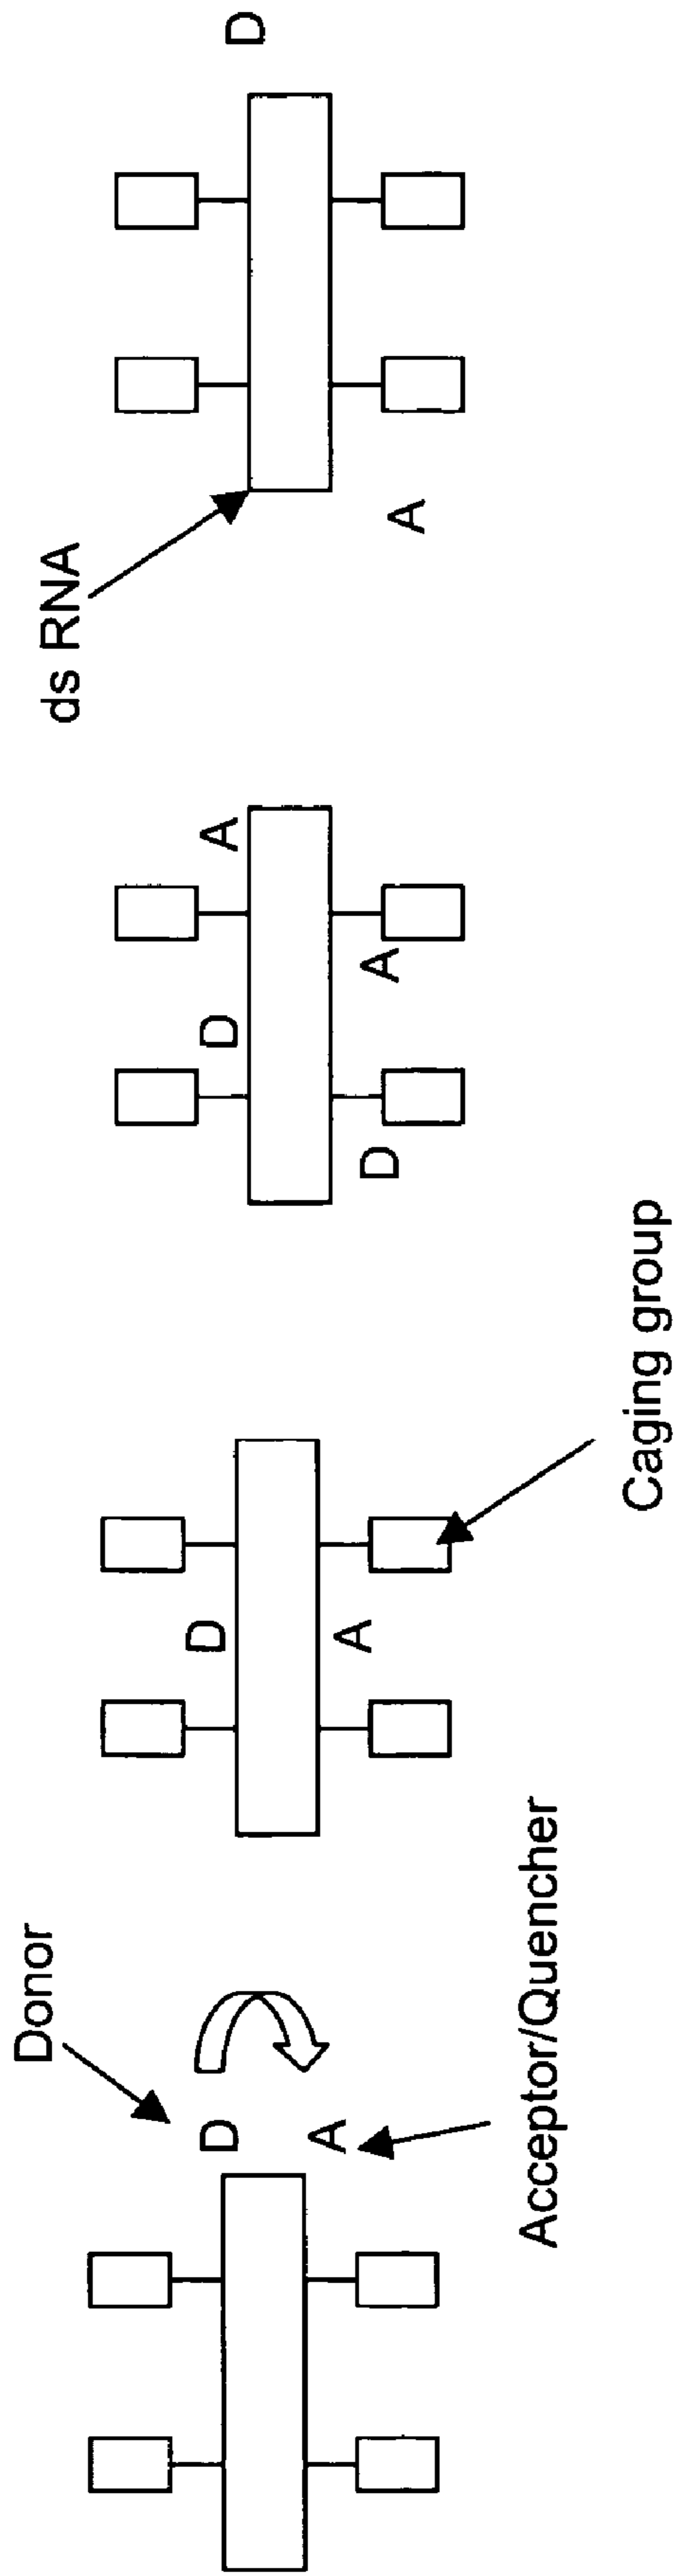 Donor
D
A
Acceptor/Quencher
D
A
Caging group
D
A
D
A
ds RNA
A
D